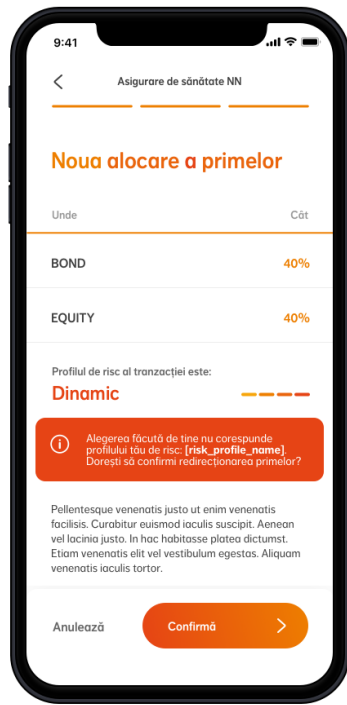 9:41
Asigurare de sănătate NN
Noua alocare a primelor
Unde Cât
BOND 40%
EQUITY 40%
Profilul de risc al tranzacției este:
Dinamic
Alegerea făcută de tine nu corespunde
profilului tău de risc: [risk_profile_name].
Dorești să confirmi redirecționarea primelor?
Pellentesque venenatis justo ut enim venenatis
facilisis. Curabitur euismod iaculis suscipit. Aenean
vel lacinia justo. In hac habitasse platea dictumst.
Etiam venenatis elit vel vestibulum egestas. Aliquam
venenatis iaculis tortor.
Anulează Confirmă